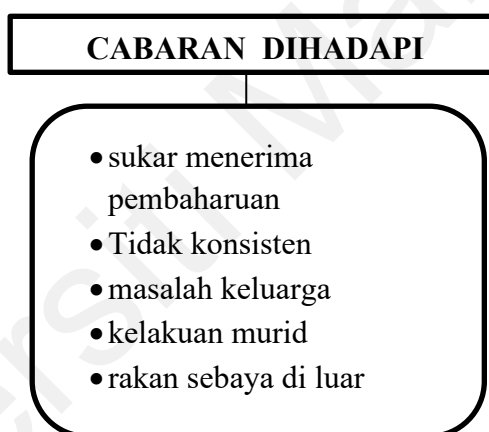 CABARAN DIHADAPI
• sukar menerima
pembaharuan
• Tidak konsisten
• masalah keluarga
• kelakuan murid
• rakan sebaya di luar